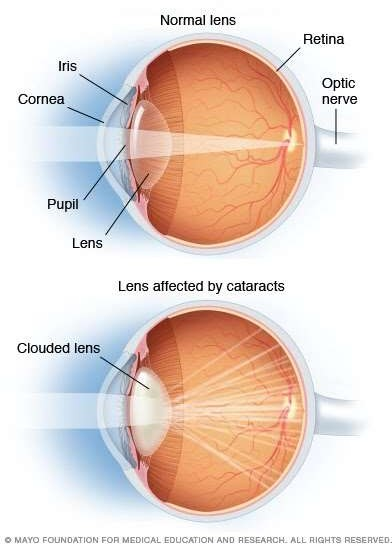 Normal lens
Retina
Iris
Optic
nerve
Cornea
Pupil
Lens
Lens affected by cataracts
Clouded lens
© MAYO FOUNDATION FOR MEDICAL EDUCATION AND RESEARCH. ALL RIGHTS RESERVED.